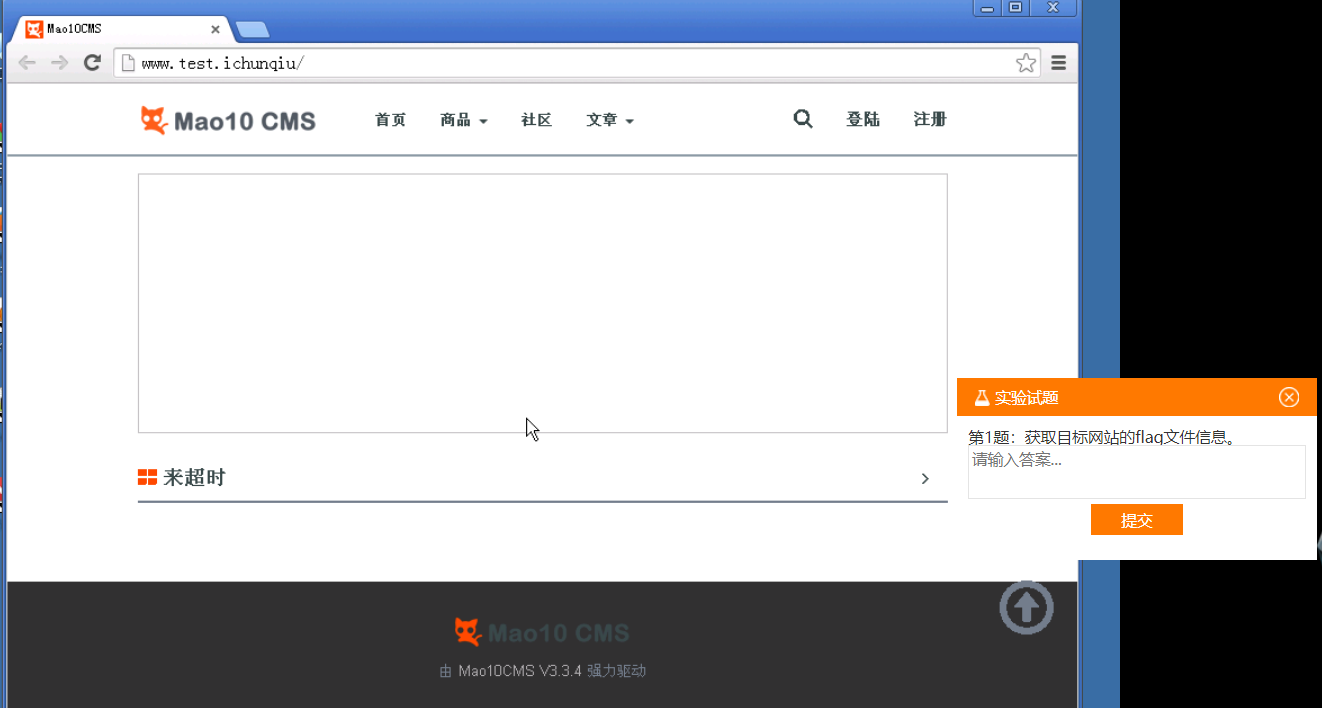 Mao10CMS
www.test.ichunqiu/
Mao10 CMS 首页 商品 社区 文章 登陆 注册
来超时
实验试题
第1题：获取目标网站的flag文件信息。
请输入答案...
提交
Mao10 CMS
由 Mao10CMS V3.3.4 强力驱动